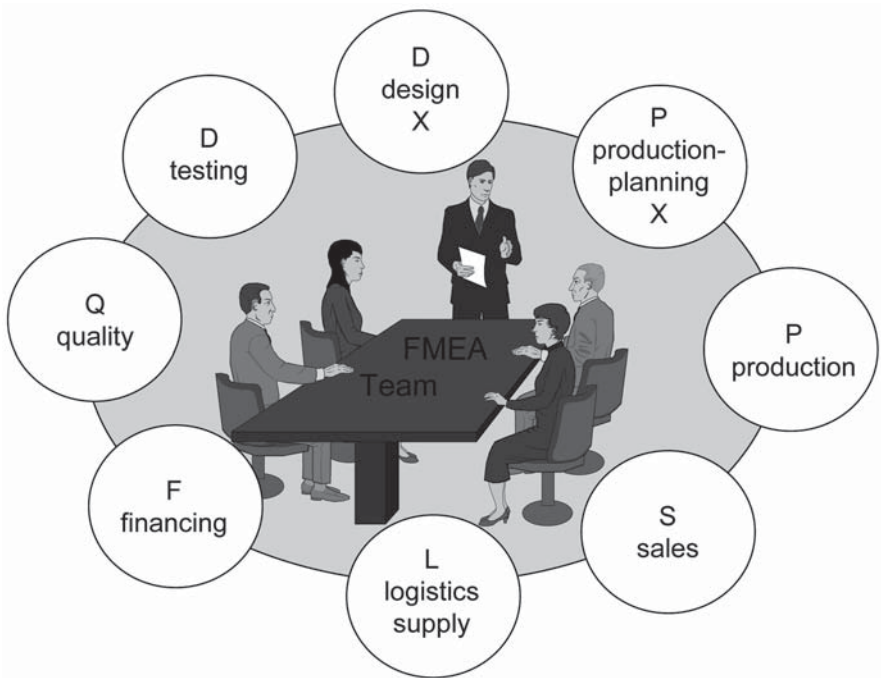 D
design
X
P
production-
planning
X
P
production
S
sales
L
logistics
supply
F
financing
Q
quality
D
testing
FMEA
Team